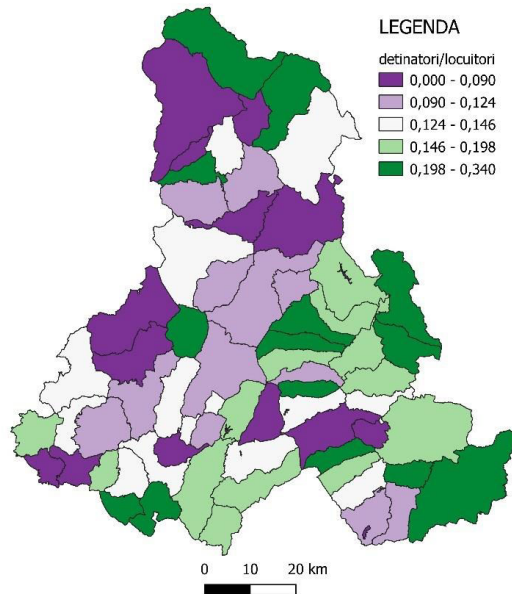 LEGENDA
detinatori/locuitori
0,000 - 0,090
0,090 - 0,124
0,124 - 0,146
0,146 - 0,198
0,198 - 0,340
0 10 20 km